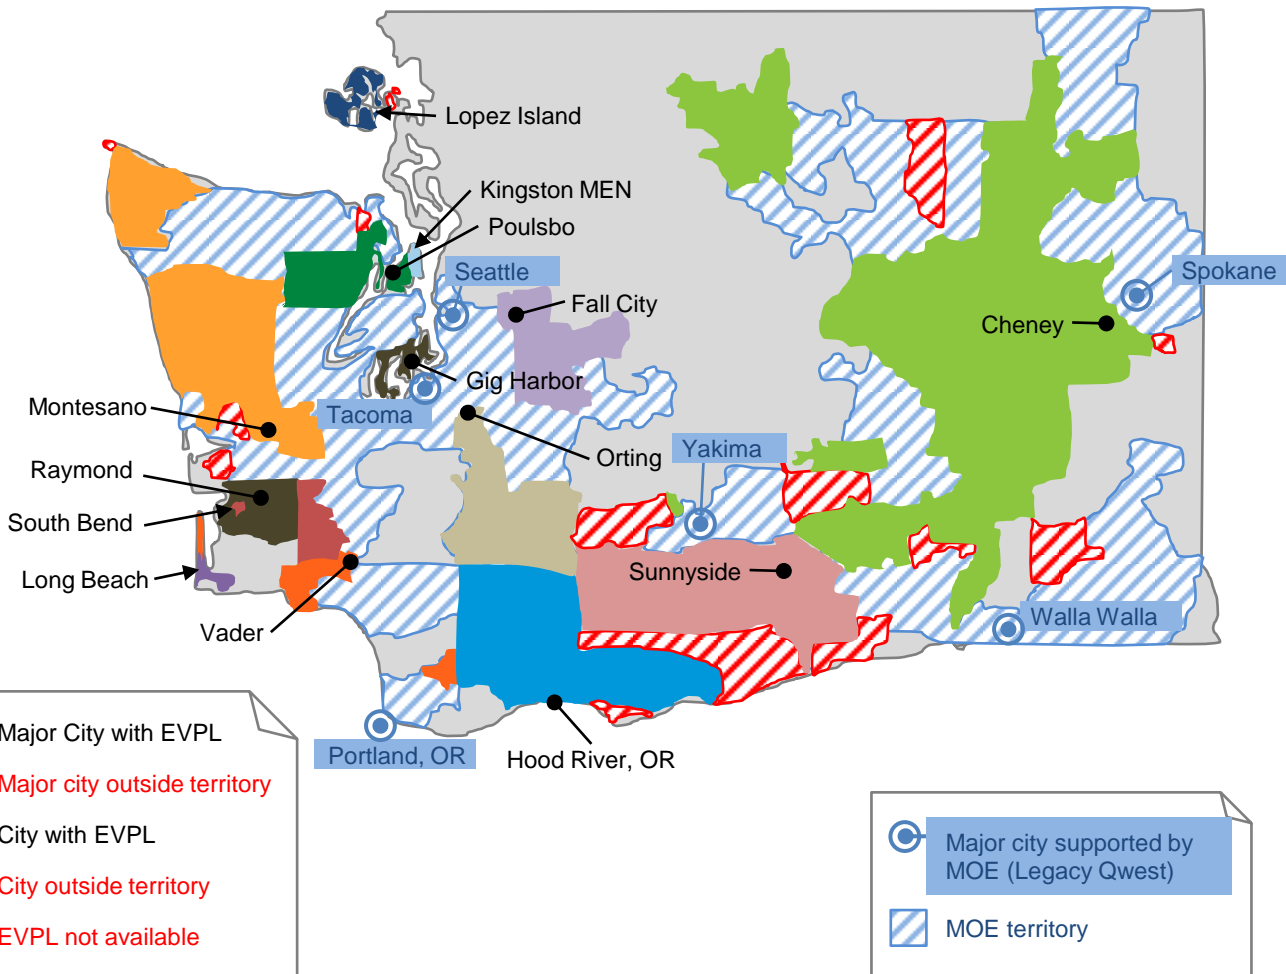 Lopez Island
Kingston MEN
Poulsbo
Seattle
Spokane
Fall City
Cheney
Gig Harbor
Montesano
Tacoma
Yakima
Orting
Raymond
South Bend
Long Beach
Sunnyside
Vader
Walla Walla
Portland, OR
Hood River, OR
Major City with EVPL
Major city outside territory
City with EVPL
City outside territory
EVPL not available
Major city supported by
MOE (Legacy Qwest)
MOE territory